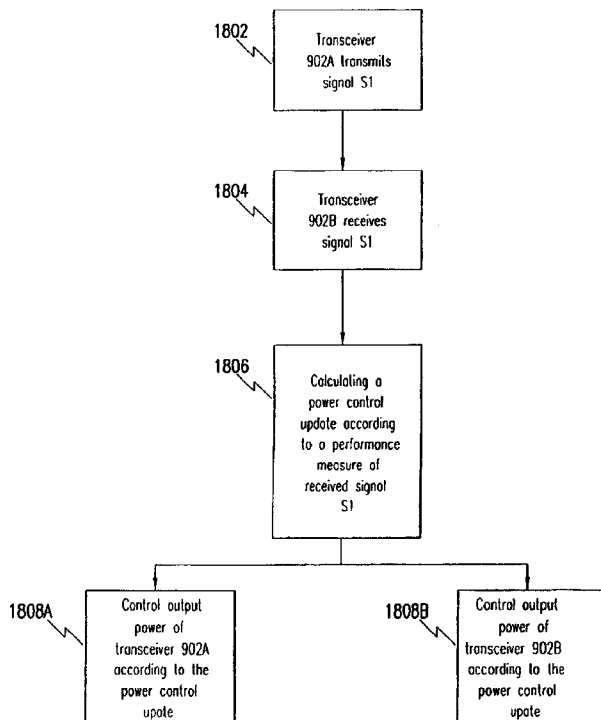 1802
Transceiver
902A transmits
signal S1
1804
Transceiver
902B receives
signal S1
1806
Calculating a
power control
update according
to a performance
measure of
received signal
S1
1808A
Control output
power of
transceiver 902A
according to the
power control
upate
1808B
Control output
power of
transceiver 902B
according to the
power control
upate